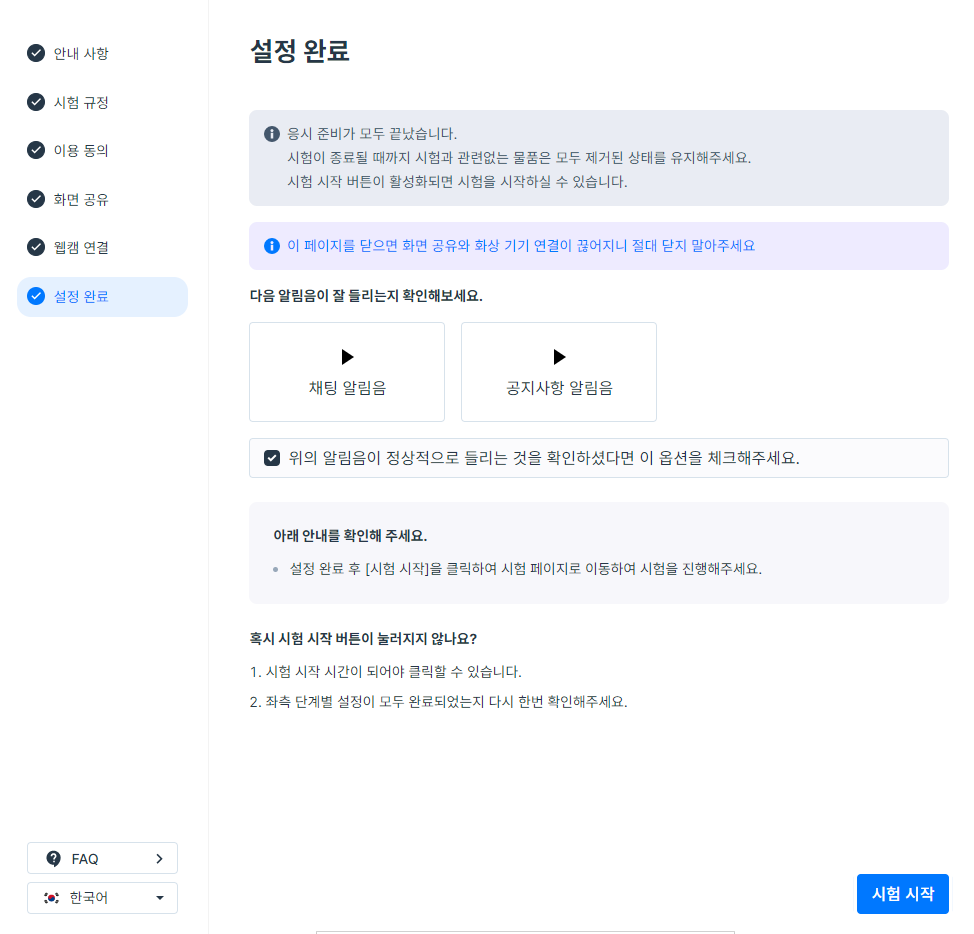 안내 사항
시험 규정
이용 동의
화면 공유
웹캠 연결
설정 완료
FAQ
한국어
설정 완료
응시 준비가 모두 끝났습니다.
시험이 종료될 때까지 시험과 관련없는 물품은 모두 제거된 상태를 유지해주세요.
시험 시작 버튼이 활성화되면 시험을 시작하실 수 있습니다.
이 페이지를 닫으면 화면 공유와 화상 기기 연결이 끊어지니 절대 닫지 말아주세요
다음 알림음이 잘 들리는지 확인해보세요.
채팅 알림음
공지사항 알림음
위의 알림음이 정상적으로 들리는 것을 확인하셨다면 이 옵션을 체크해주세요.
아래 안내를 확인해 주세요.
설정 완료 후 [시험 시작]을 클릭하여 시험 페이지로 이동하여 시험을 진행해주세요.
혹시 시험 시작 버튼이 눌러지지 않나요?
1. 시험 시작 시간이 되어야 클릭할 수 있습니다.
2. 좌측 단계별 설정이 모두 완료되었는지 다시 한번 확인해주세요.
시험 시작